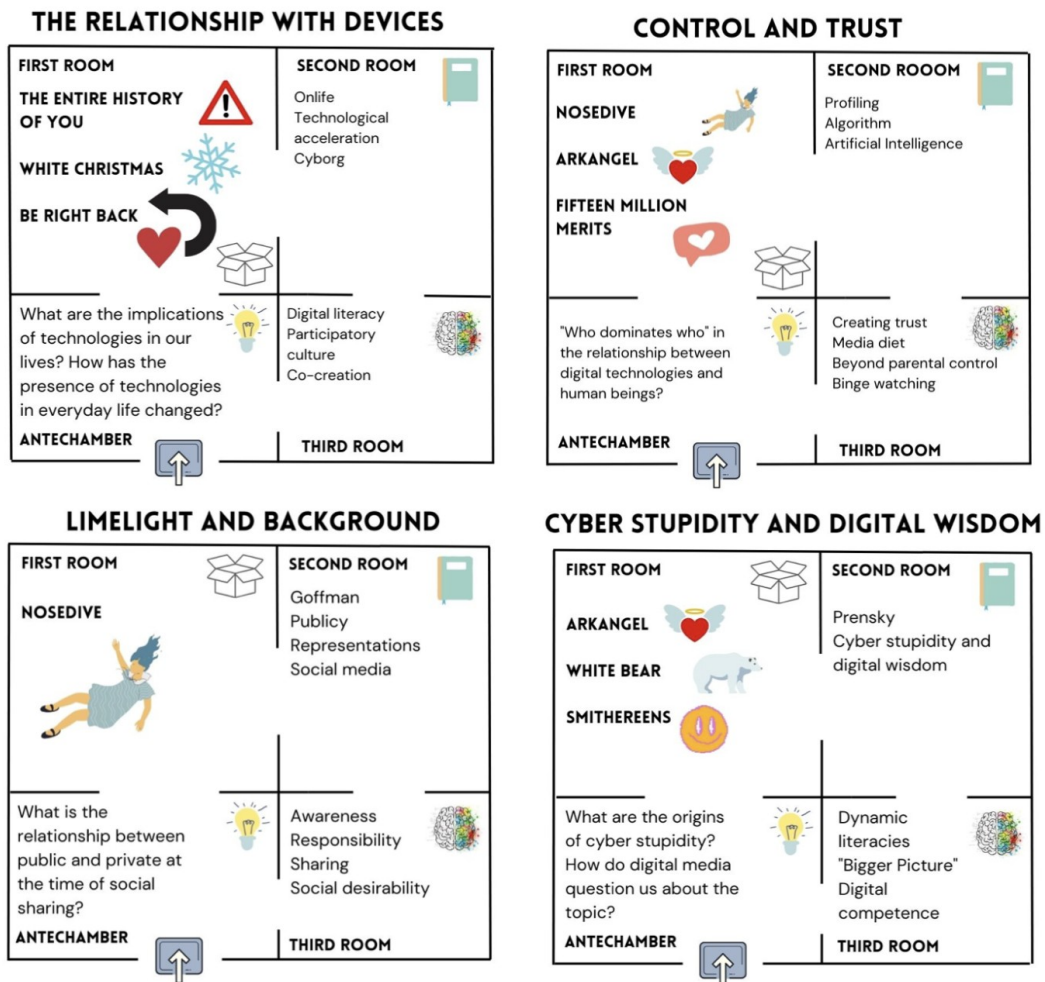 THE RELATIONSHIP WITH DEVICES
FIRST ROOM
THE ENTIRE HISTORY
OF YOU
WHITE CHRISTMAS
BE RIGHT BACK
SECOND ROOM
Onlife
Technological
acceleration
Cyborg
What are the implications
of technologies in our
lives? How has the
presence of technologies
in everyday life changed?
ANTECHAMBER
Digital literacy
Participatory
culture
Co-creation
THIRD ROOM
CONTROL AND TRUST
FIRST ROOM
NOSEDIVE
ARKANGEL
FIFTEEN MILLION
MERITS
SECOND ROOOM
Profiling
Algorithm
Artificial Intelligence
"Who dominates who" in
the relationship between
digital technologies and
human beings?
ANTECHAMBER
Creating trust
Media diet
Beyond parental control
Binge watching
THIRD ROOM
LIMELIGHT AND BACKGROUND
FIRST ROOM
NOSEDIVE
SECOND ROOM
Goffman
Publicy
Representations
Social media
What is the
relationship between
public and private at
the time of social
sharing?
ANTECHAMBER
Awareness
Responsibility
Sharing
Social desirability
THIRD ROOM
CYBER STUPIDITY AND DIGITAL WISDOM
FIRST ROOM
ARKANGEL
WHITE BEAR
SMITHEREENS
SECOND ROOM
Prensky
Cyber stupidity and
digital wisdom
What are the origins
of cyber stupidity?
How do digital media
question us about the
topic?
ANTECHAMBER
Dynamic
literacies
"Bigger Picture"
Digital
competence
THIRD ROOM